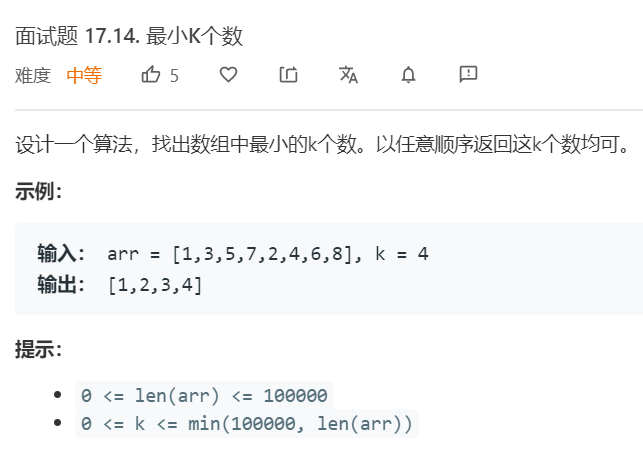 面试题 17.14. 最小K个数
难度 中等 5
设计一个算法，找出数组中最小的k个数。以任意顺序返回这k个数均可。
示例：
输入： arr = [1,3,5,7,2,4,6,8], k = 4
输出： [1,2,3,4]
提示：
0 <= len(arr) <= 100000
0 <= k <= min(100000, len(arr))